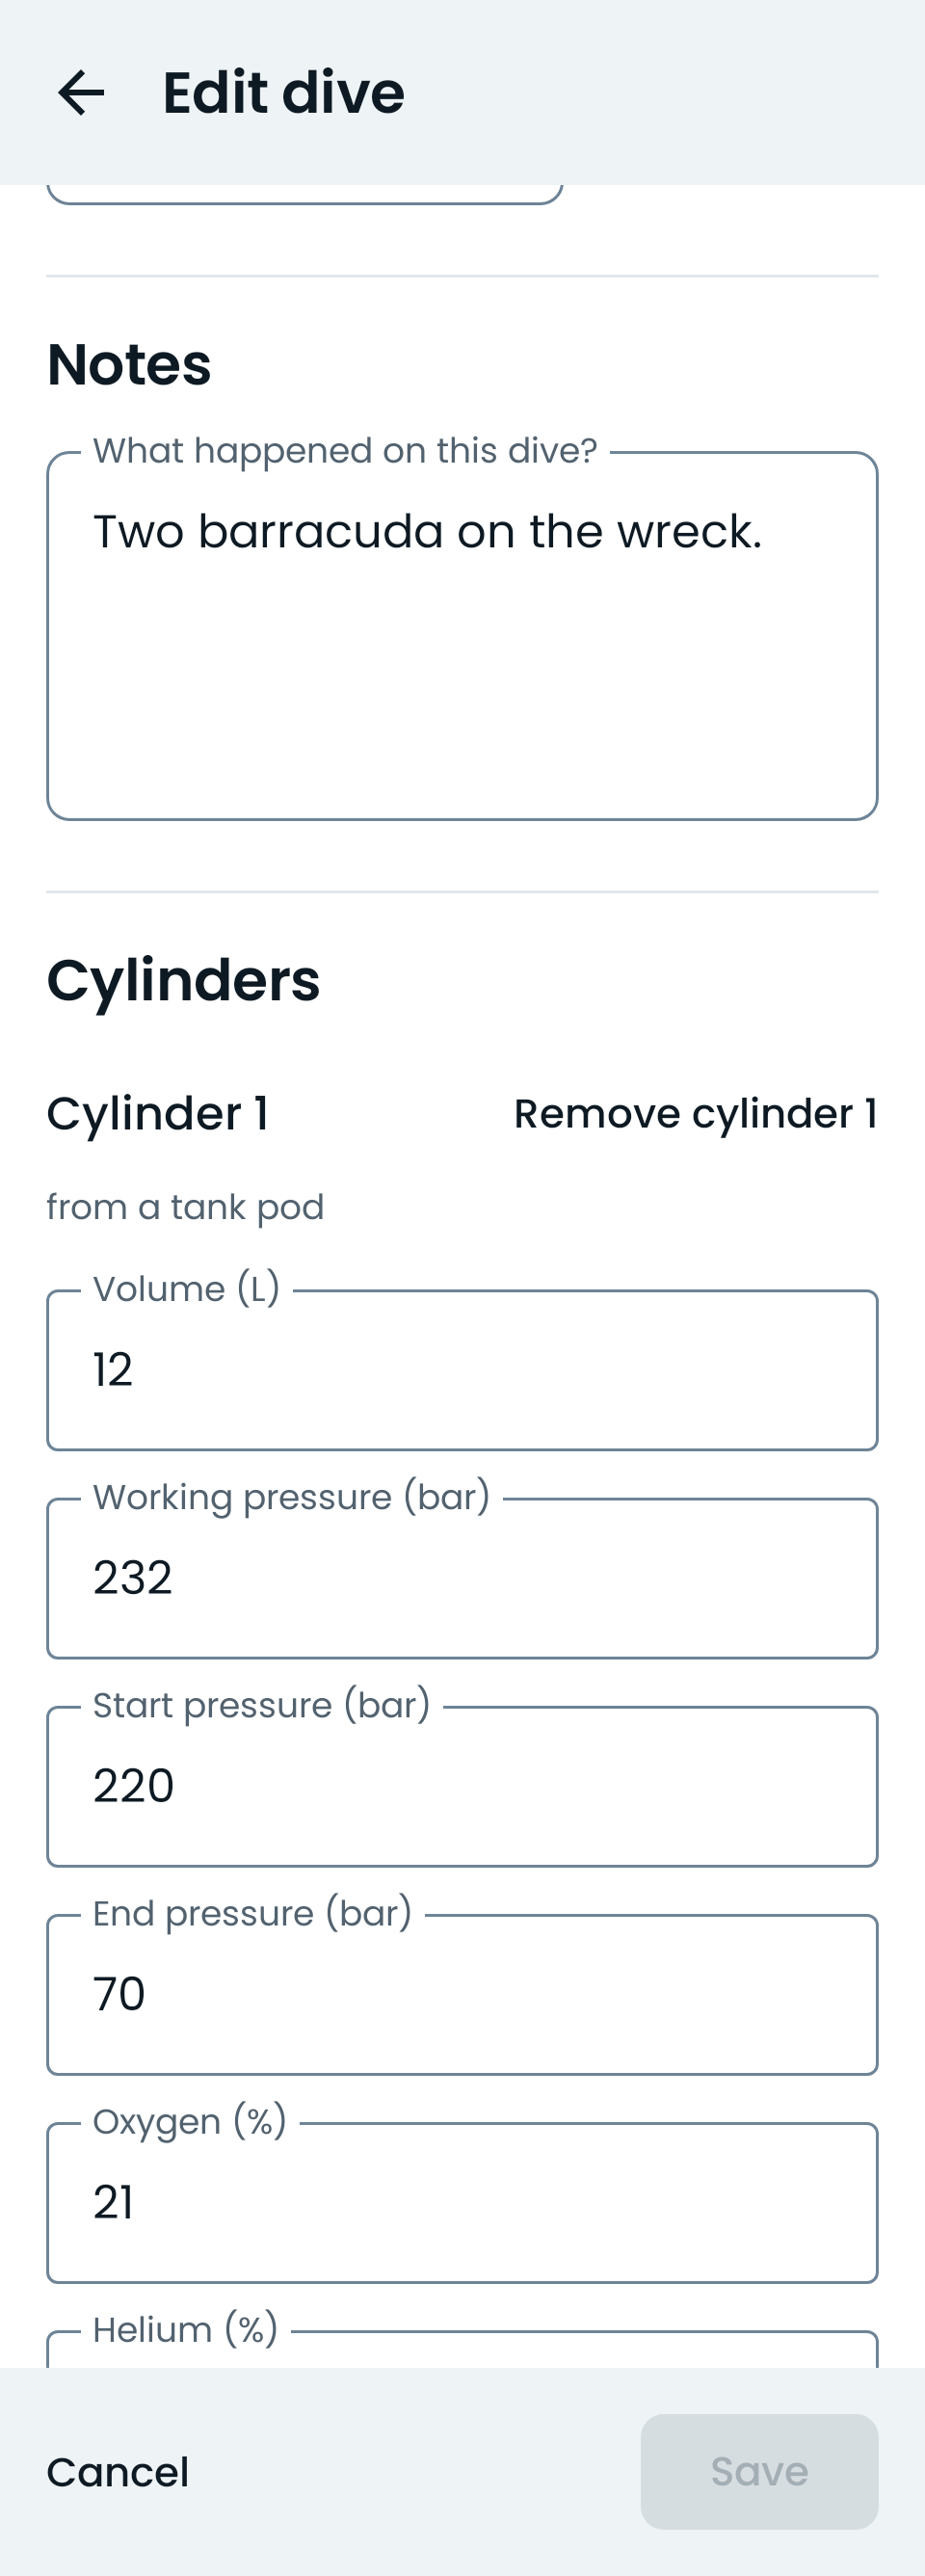 Edit dive
Notes
What happened on this dive?
Two barracuda on the wreck.
Cylinders
Cylinder 1
Remove cylinder 1
from a tank pod
Volume (L)
12
Working pressure (bar)
232
Start pressure (bar)
220
End pressure (bar)
70
Oxygen (%)
21
Helium (%)
Cancel
Save